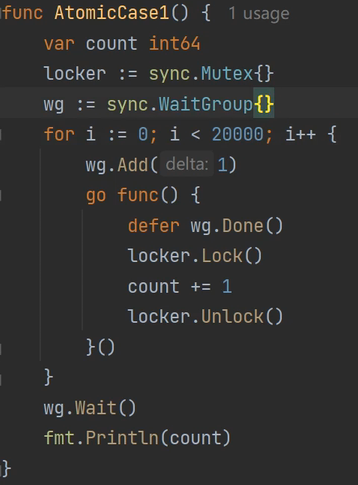 func AtomicCase1() { 1 usage
    var count int64
    locker := sync.Mutex{}
    wg := sync.WaitGroup{}
    for i := 0; i < 20000; i++ {
        wg.Add( delta: 1)
        go func() {
            defer wg.Done()
            locker.Lock()
            count += 1
            locker.Unlock()
        }()
    }
    wg.Wait()
    fmt.Println(count)
}